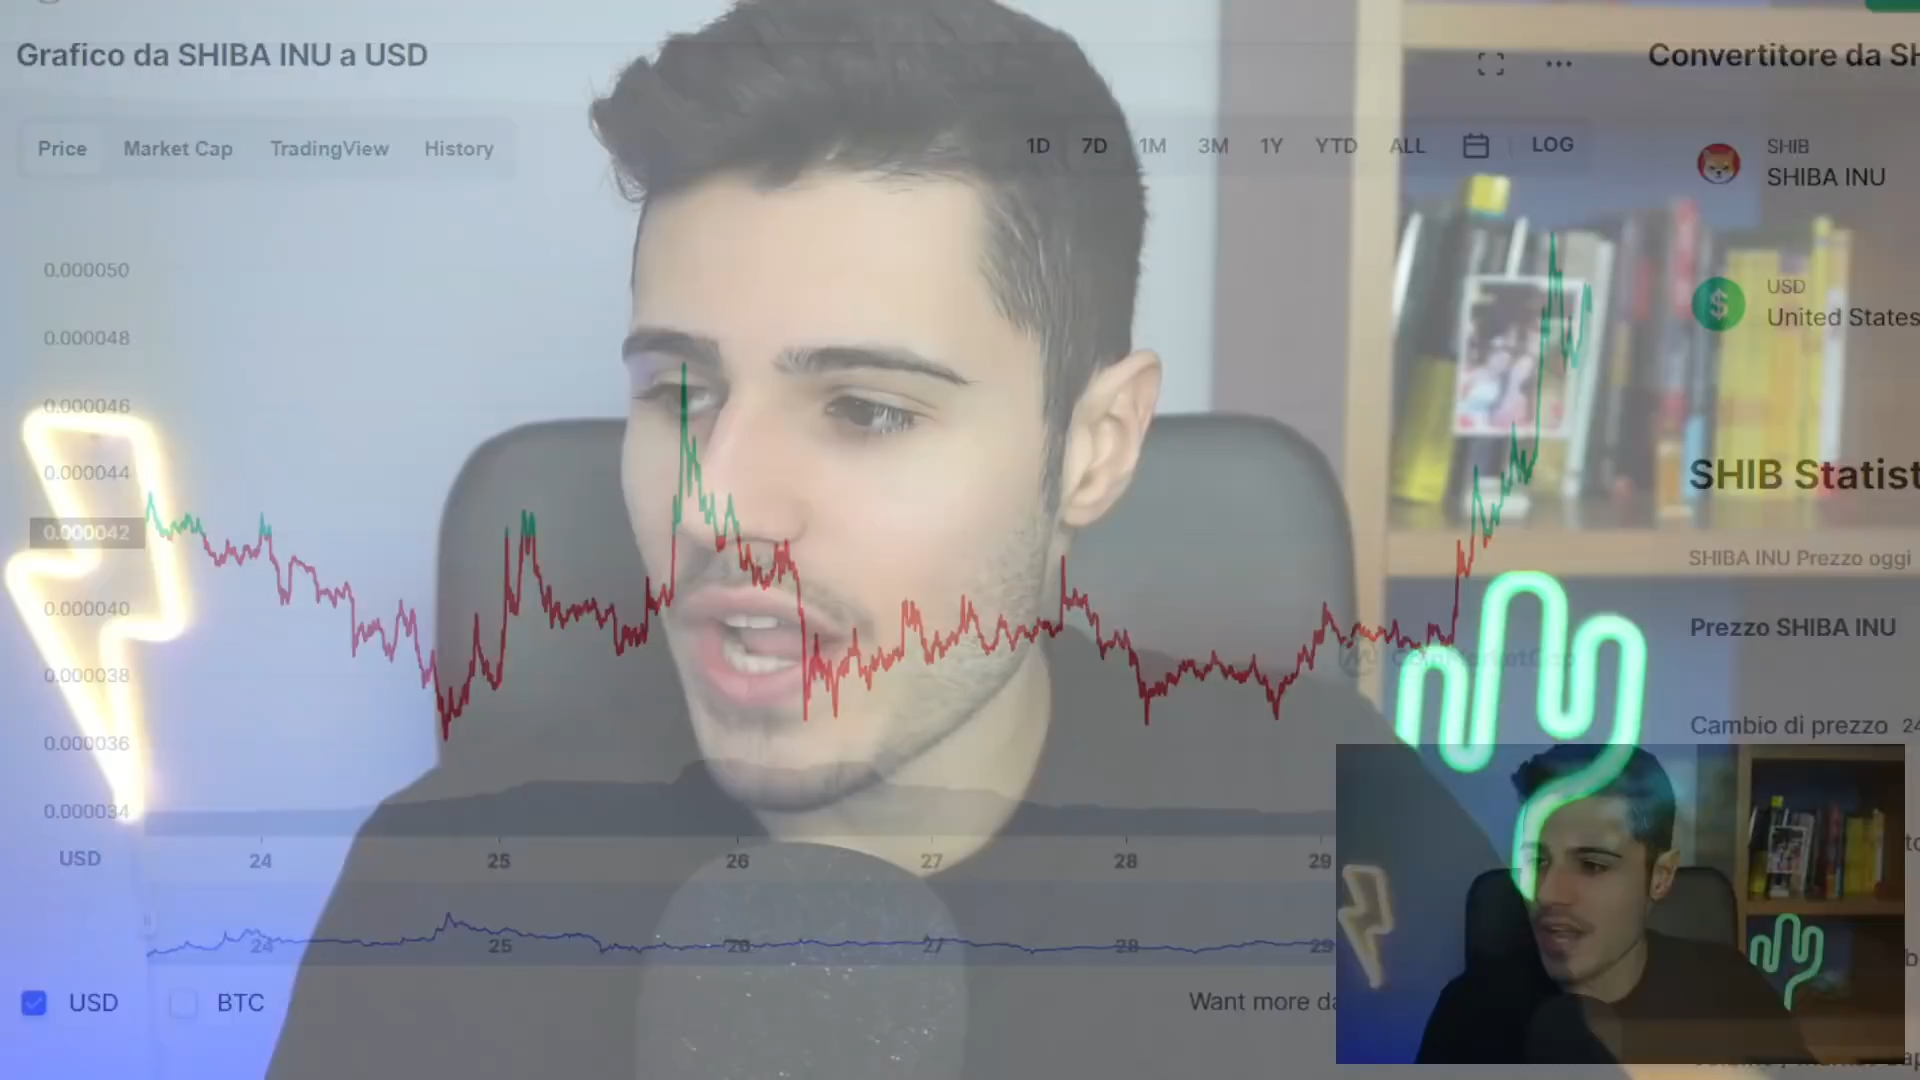 Grafico da SHIBA INU a USD
Convertitore da SH
Price Market Cap TradingView History
1D 7D 1M 3M 1Y YTD ALL LOG
SHIB
SHIBA INU
USD
United States
0.000050
0.000048
0.000046
0.000044
0.000042
0.000040
0.000038
0.000036
0.000034
SHIB Statist
SHIBA INU Prezzo oggi
Prezzo SHIBA INU
Cambio di prezzo 24
USD
24 25 26 27 28 29
24 25 26 27 28 29
USD BTC
Want more da